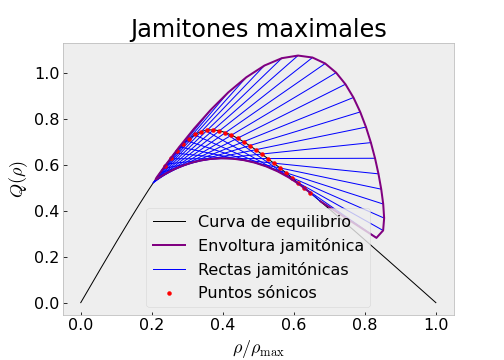 Jamitones maximales
Q(ρ)
1.0
0.8
0.6
0.4
0.2
0.0
Curva de equilibrio
Envoltura jamitónica
Rectas jamitónicas
Puntos sónicos
0.0 0.2 0.4 0.6 0.8 1.0
ρ/ρmax